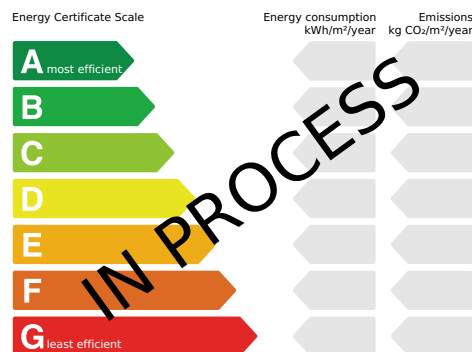 Energy Certificate Scale
Energy consumption
kWh/m²/year
Emissions
kg CO₂/m²/year
A most efficient
B
C
D
E
F
G least efficient
IN PROCESS